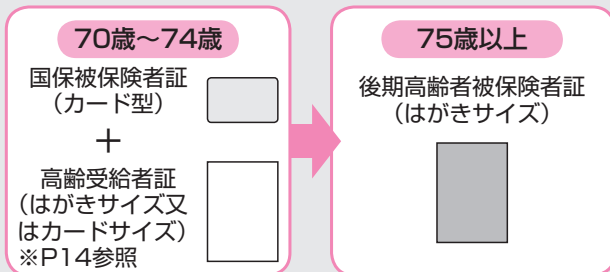 70歳～74歳
国保被保険者証
（カード型）
＋
高齢受給者証
（はがきサイズ又
はカードサイズ）
※P14参照
75歳以上
後期高齢者被保険者証
（はがきサイズ）